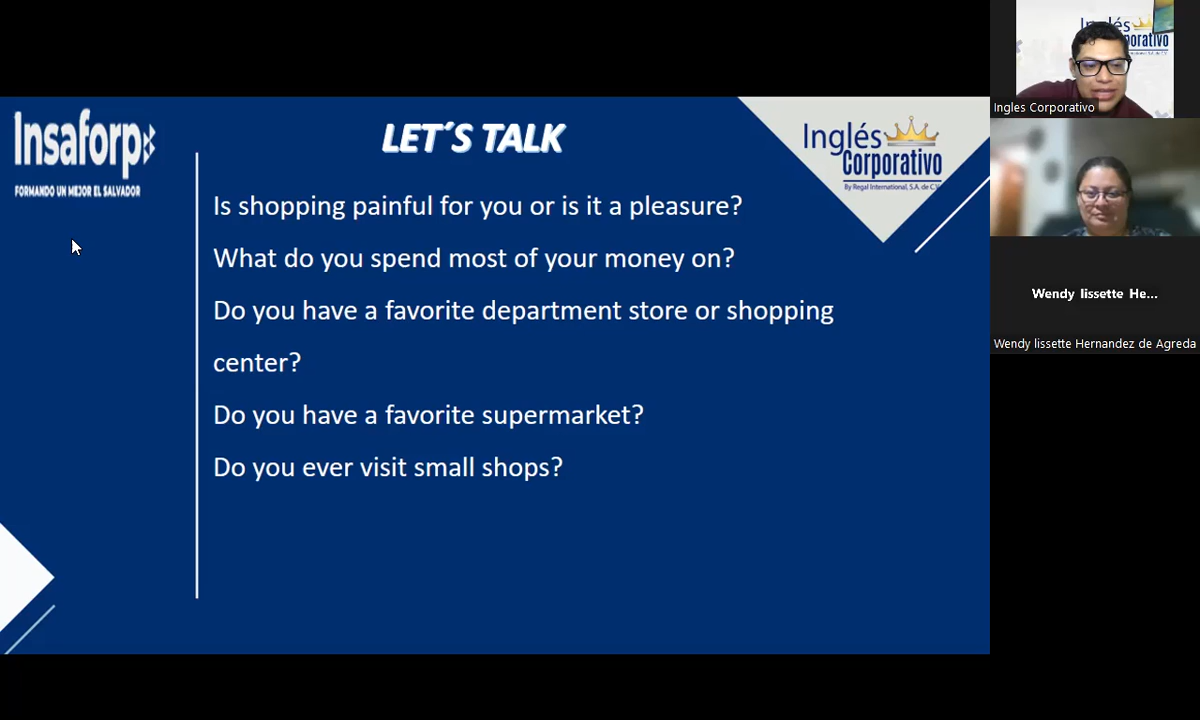 Insaforp
FORMANDO UN MEJOR EL SALVADOR
LET´S TALK
Inglés
Corporativo
By Regal International, S.A. de C.V.
Is shopping painful for you or is it a pleasure?
What do you spend most of your money on?
Do you have a favorite department store or shopping
center?
Do you have a favorite supermarket?
Do you ever visit small shops?
Inglés
porativo
Ingles Corporativo
Wendy lissette He...
Wendy lissette Hernandez de Agreda